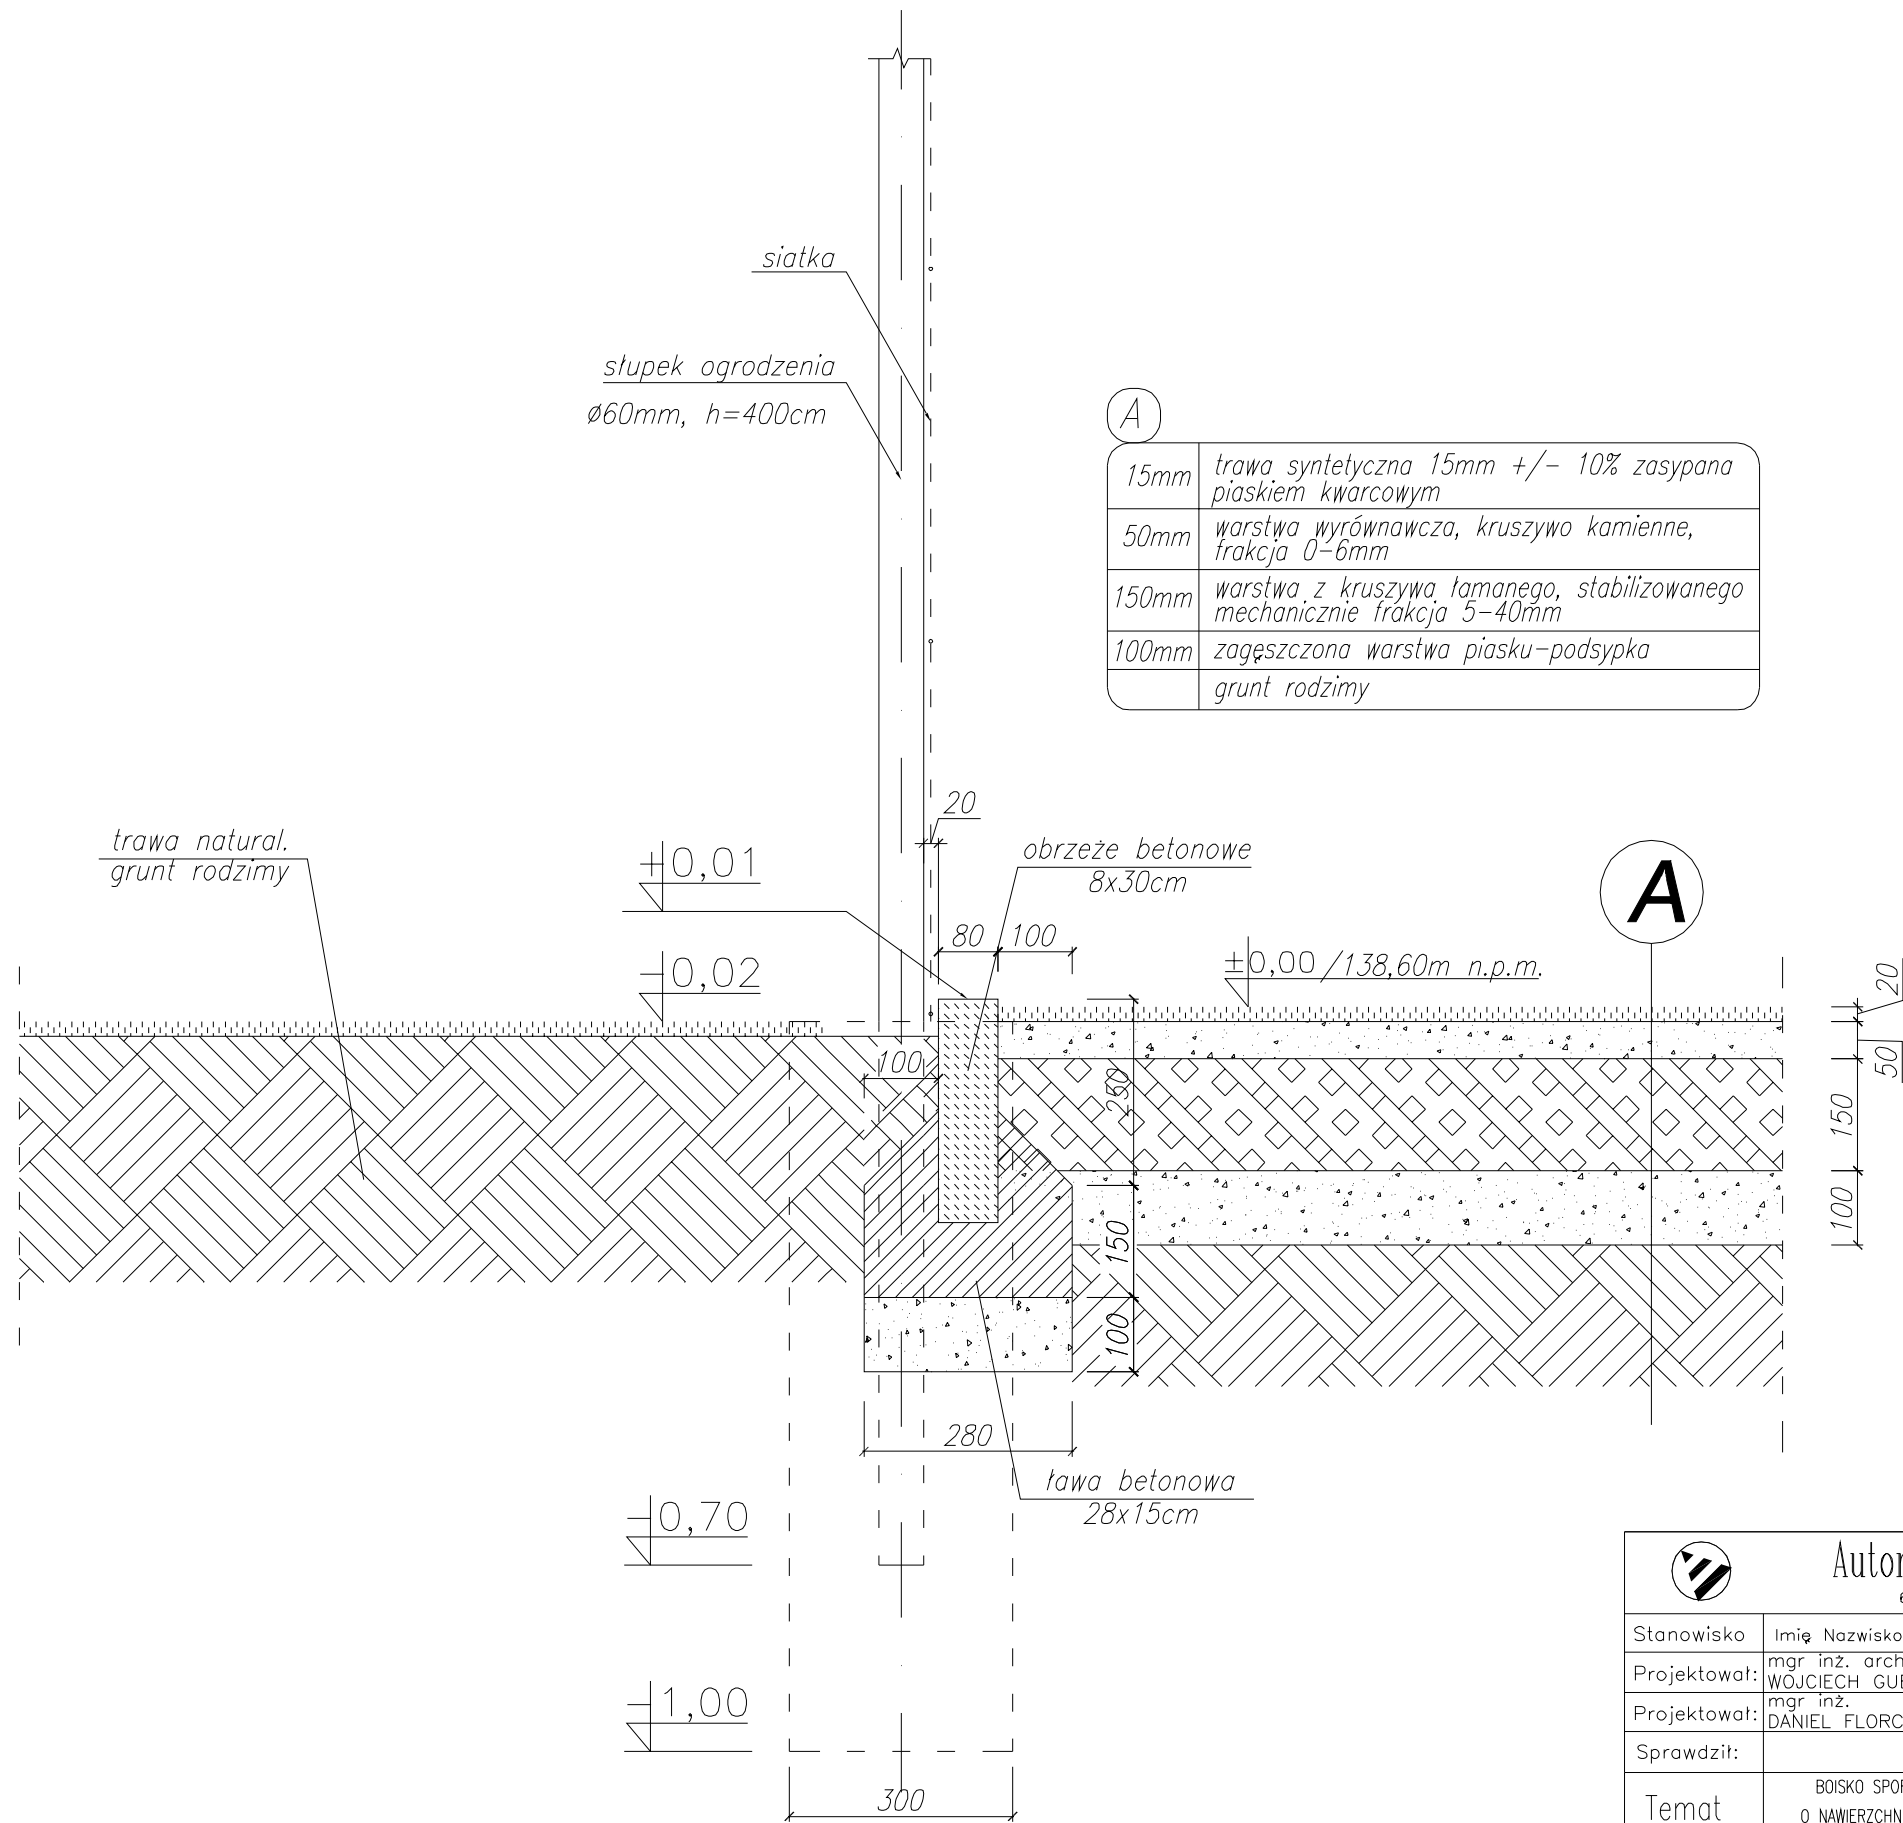 siatka
słupek ogrodzenia
ø60mm, h=400cm
A
15mm trawa syntetyczna 15mm +/- 10% zasypana
piaskiem kwarcowym
50mm warstwa wyrównawcza, kruszywo kamienne,
frakcja 0-6mm
150mm warstwa z kruszywa łamanego, stabilizowanego
mechanicznie frakcja 5-40mm
100mm zagęszczona warstwa piasku-podsypka
grunt rodzimy
20
trawa natural.
grunt rodzimy
+0,01
obrzeże betonowe
8x30cm
A
80 100
-0,02
±0,00/138,60m n.p.m.
20
100
250
50
150
150
100
100
280
ława betonowa
28x15cm
-0,70
-1,00
300
Stanowisko Imię Nazwisko
Projektował: mgr inż. arch
WOJCIECH
Projektował: mgr inż.
DANIEL
Sprawdził:
Temat
BOISKO
O